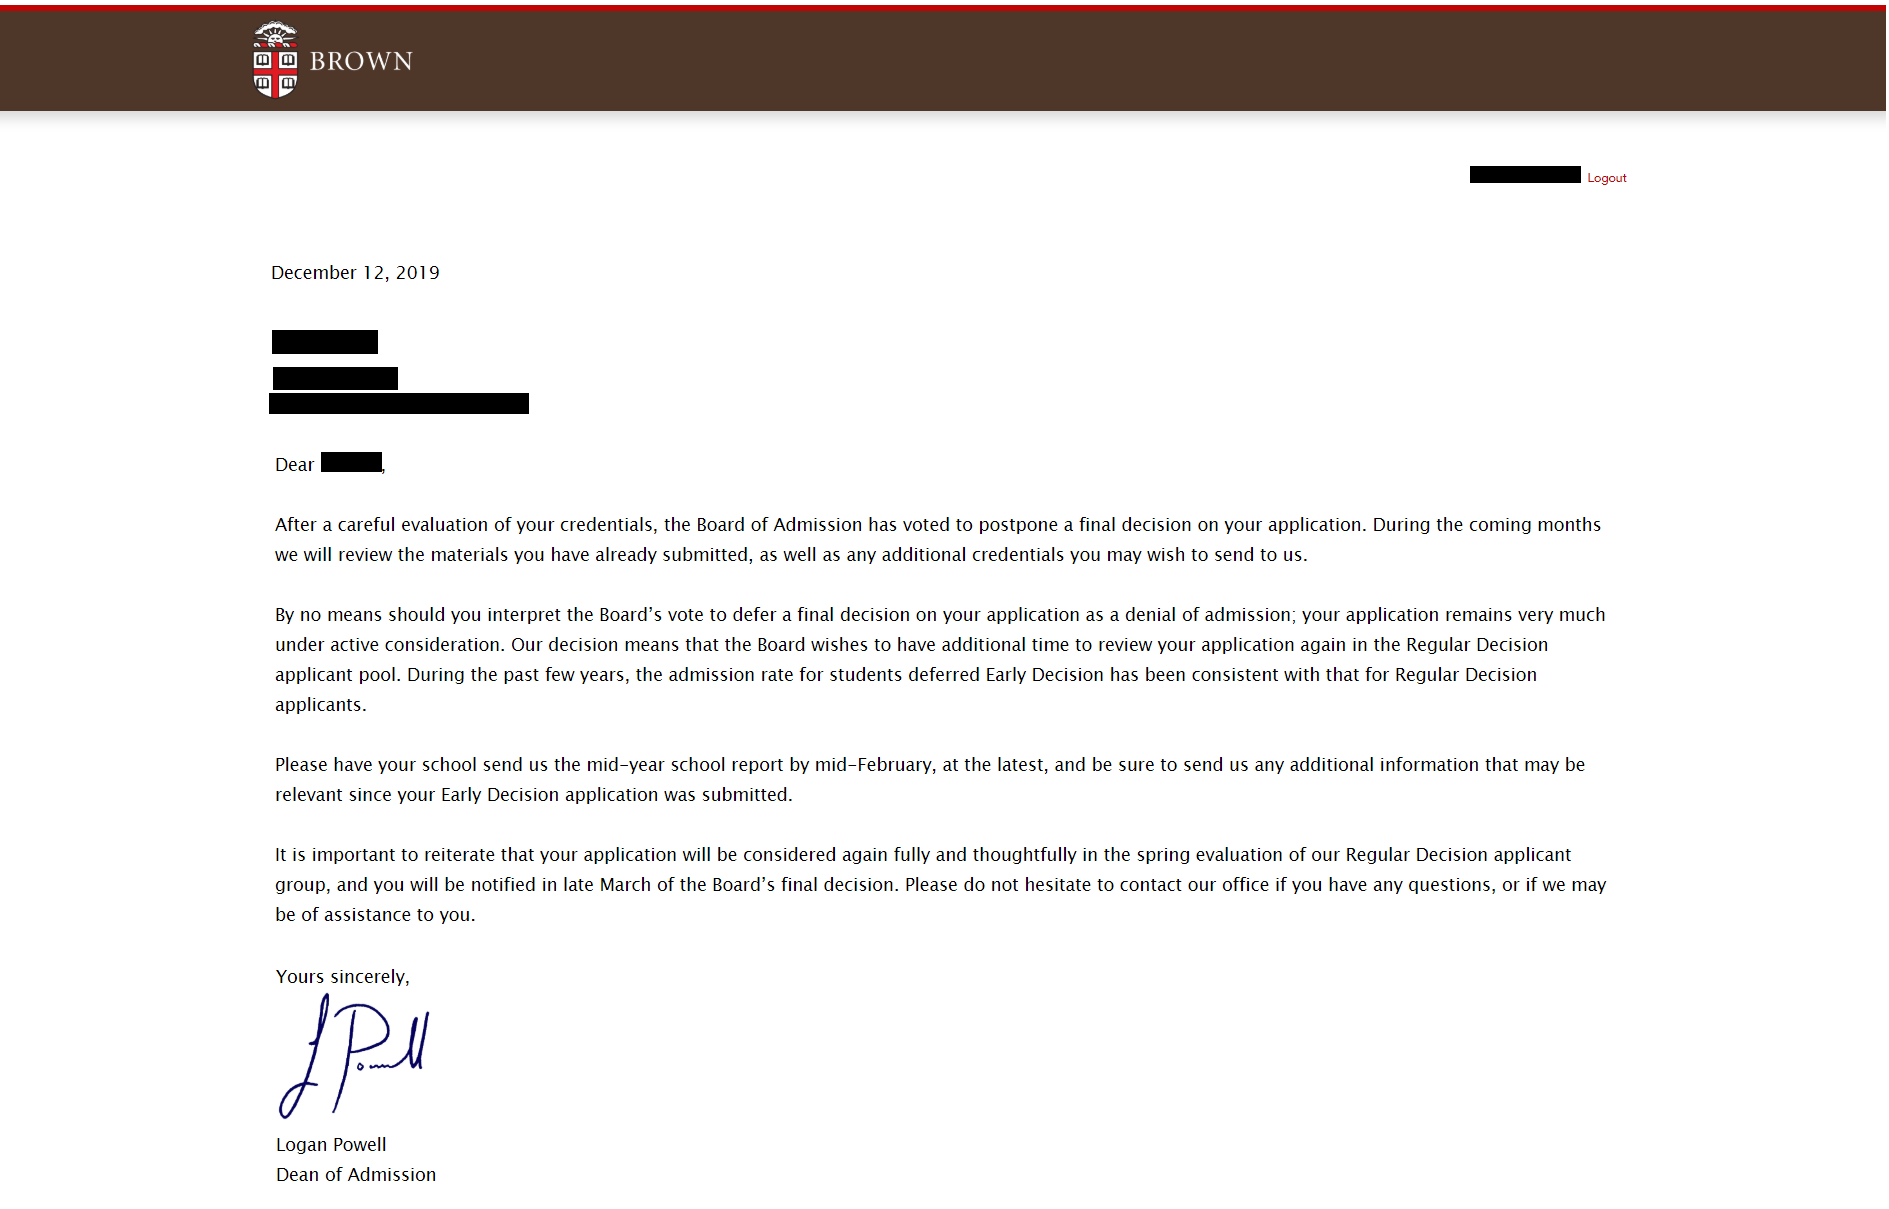 BROWN
Logout
December 12, 2019
Dear ,
After a careful evaluation of your credentials, the Board of Admission has voted to postpone a final decision on your application. During the coming months
we will review the materials you have already submitted, as well as any additional credentials you may wish to send to us.
By no means should you interpret the Board’s vote to defer a final decision on your application as a denial of admission; your application remains very much
under active consideration. Our decision means that the Board wishes to have additional time to review your application again in the Regular Decision
applicant pool. During the past few years, the admission rate for students deferred Early Decision has been consistent with that for Regular Decision
applicants.
Please have your school send us the mid-year school report by mid-February, at the latest, and be sure to send us any additional information that may be
relevant since your Early Decision application was submitted.
It is important to reiterate that your application will be considered again fully and thoughtfully in the spring evaluation of our Regular Decision applicant
group, and you will be notified in late March of the Board’s final decision. Please do not hesitate to contact our office if you have any questions, or if we may
be of assistance to you.
Yours sincerely,
L Powell
Logan Powell
Dean of Admission